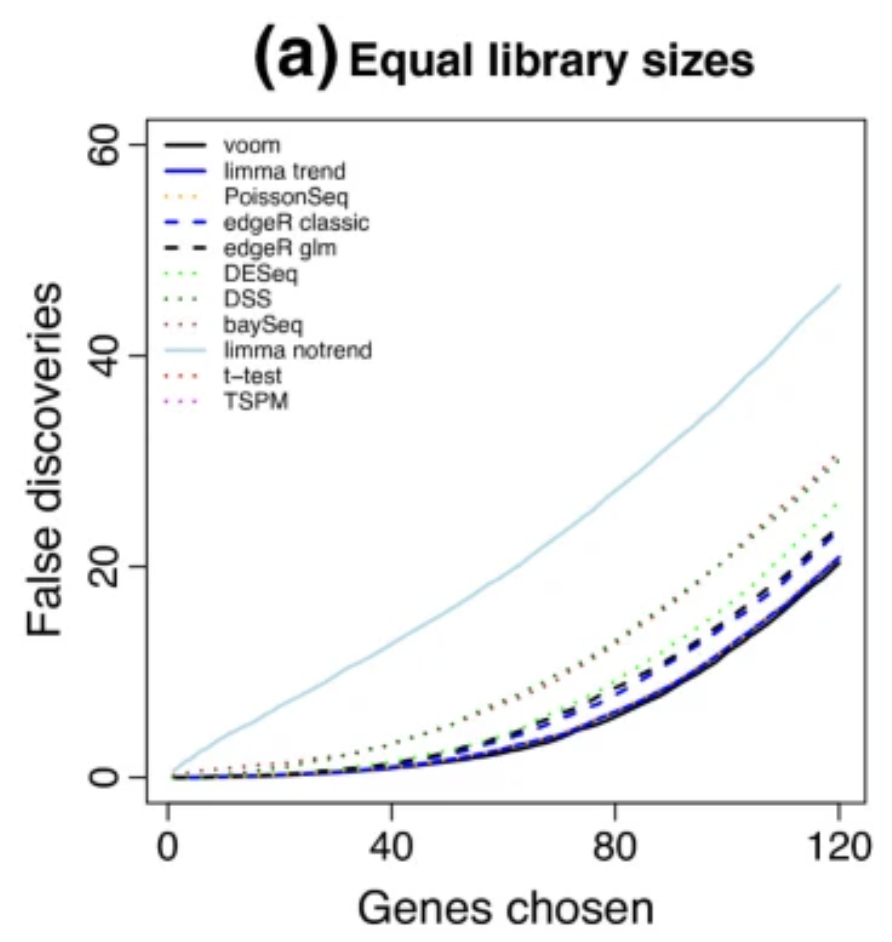 (a) Equal library sizes
60
40
20
0
False discoveries
voom
limma trend
PoissonSeq
edgeR classic
edgeR glm
DESeq
DSS
baySeq
limma notrend
t−test
TSPM
0 40 80 120
Genes chosen